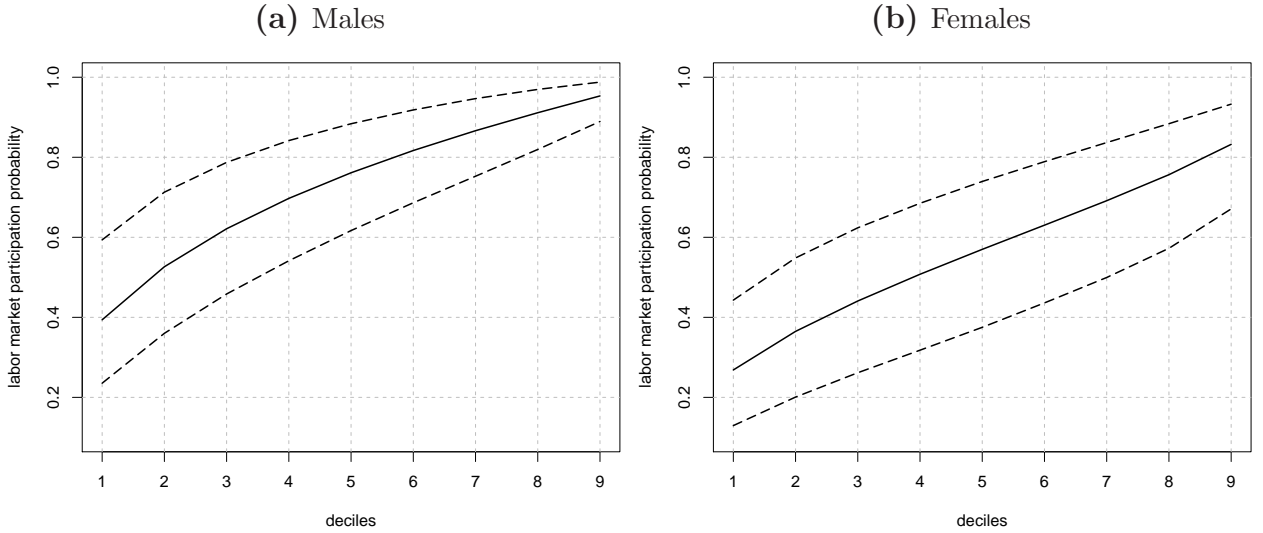 (a) Males
labor market participation probability
1.0
0.8
0.6
0.4
0.2
1 2 3 4 5 6 7 8 9
deciles
(b) Females
labor market participation probability
1.0
0.8
0.6
0.4
0.2
1 2 3 4 5 6 7 8 9
deciles